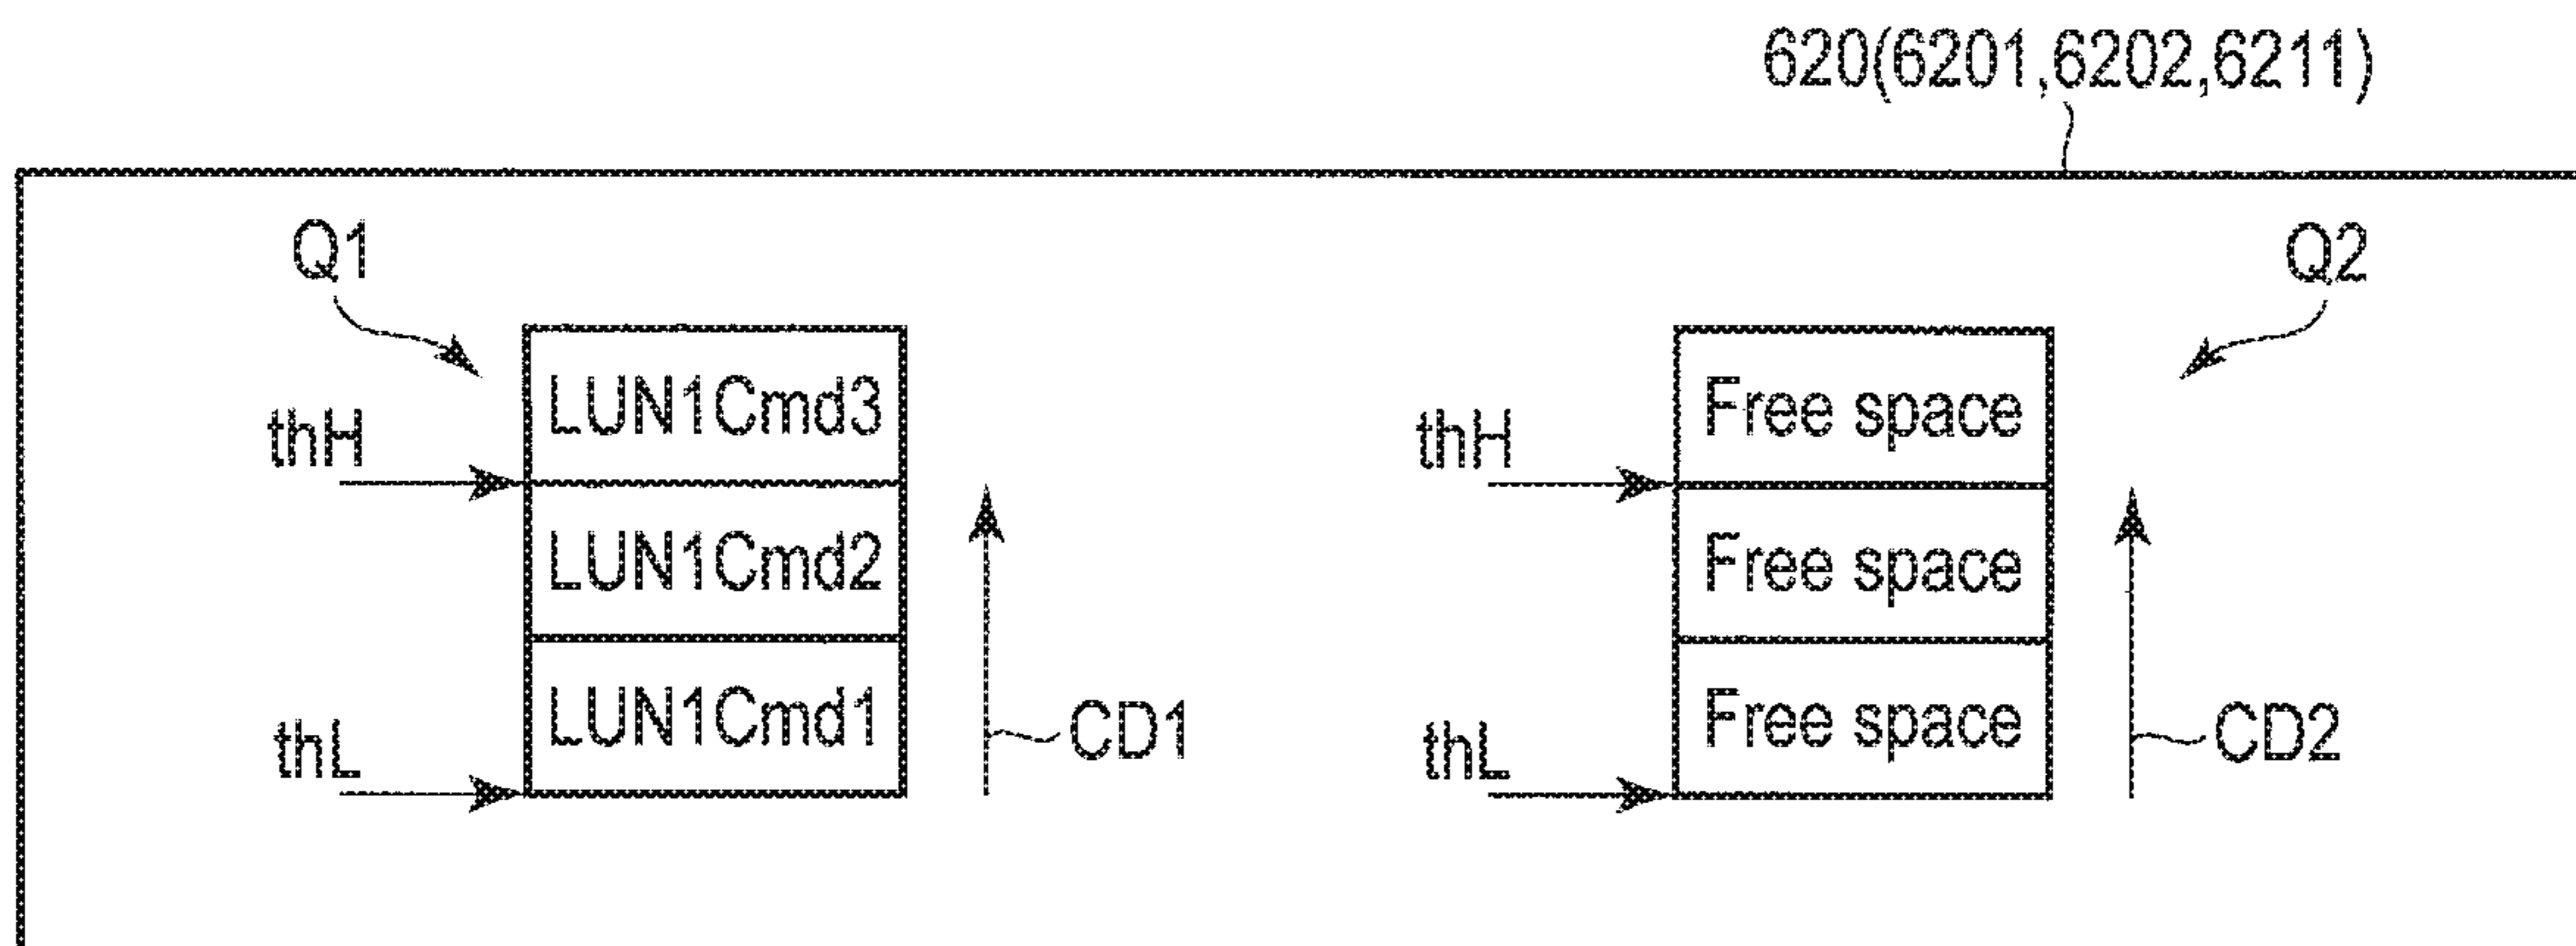 620(6201,6202,6211)
Q1
Q2
LUN1Cmd3
Free space
thH
thH
LUN1Cmd2
Free space
LUN1Cmd1
Free space
thL
CD1
thL
CD2